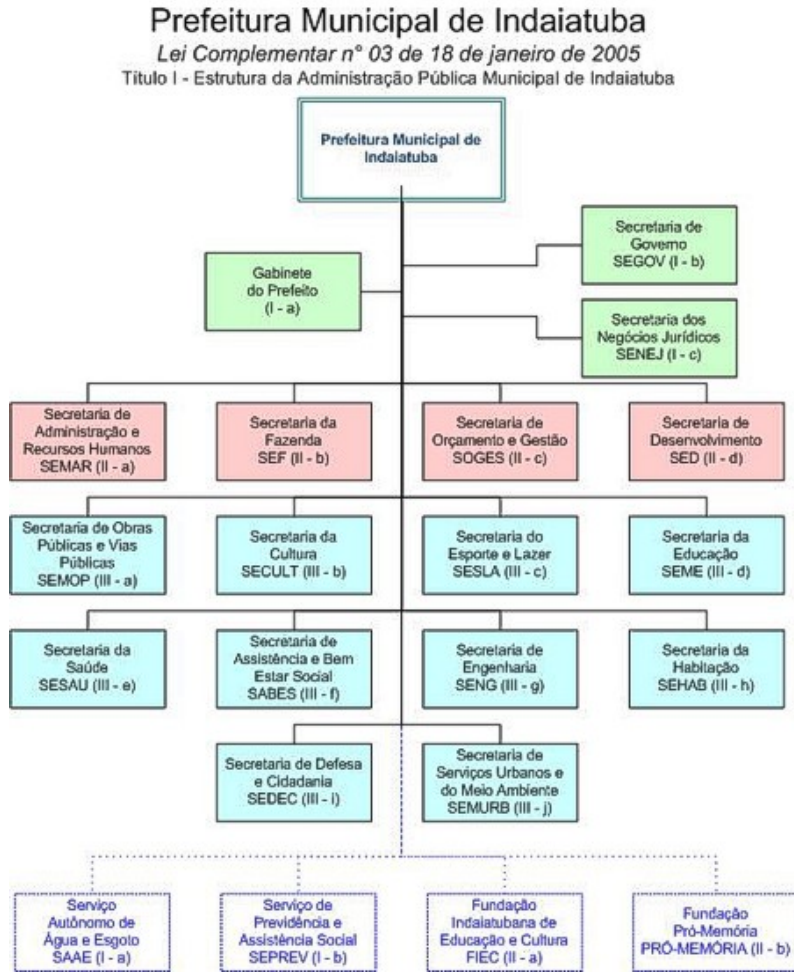 Prefeitura Municipal de Indaiatuba
Lei Complementar n° 03 de 18 de janeiro de 2005
Título I - Estrutura da Administração Pública Municipal de Indaiatuba
Prefeitura Municipal de
Indaiatuba
Secretaria de
Governo
SEGOV (I - b)
Gabinete
do Prefeito
(I - a)
Secretaria dos
Negócios Jurídicos
SENEJ (I - c)
Secretaria de
Administração e
Recursos Humanos
SEMAR (II - a)
Secretaria da
Fazenda
SEF (II - b)
Secretaria de
Orçamento e Gestão
SOGES (II - c)
Secretaria de
Desenvolvimento
SED (II - d)
Secretaria de Obras
Públicas e Vias
Públicas
SEMOP (III - a)
Secretaria da
Cultura
SECULT (III - b)
Secretaria do
Esporte e Lazer
SESLA (III - c)
Secretaria da
Educação
SEME (III - d)
Secretaria da
Saúde
SESAU (III - e)
Secretaria de
Assistência e Bem
Estar Social
SABES (III - f)
Secretaria de
Engenharia
SENG (III - g)
Secretaria da
Habitação
SEHAB (III - h)
Secretaria de Defesa
e Cidadania
SEDEC (III - i)
Secretaria de
Serviços Urbanos e
do Meio Ambiente
SEMURB (III - j)
Serviço
Autônomo de
Água e Esgoto
SAAE (I - a)
Serviço de
Previdência e
Assistência Social
SEPREV (I - b)
Fundação
Indaiatubana de
Educação e Cultura
FIEC (II - a)
Fundação
Pró-Memória
PRÓ-MEMÓRIA (II - b)